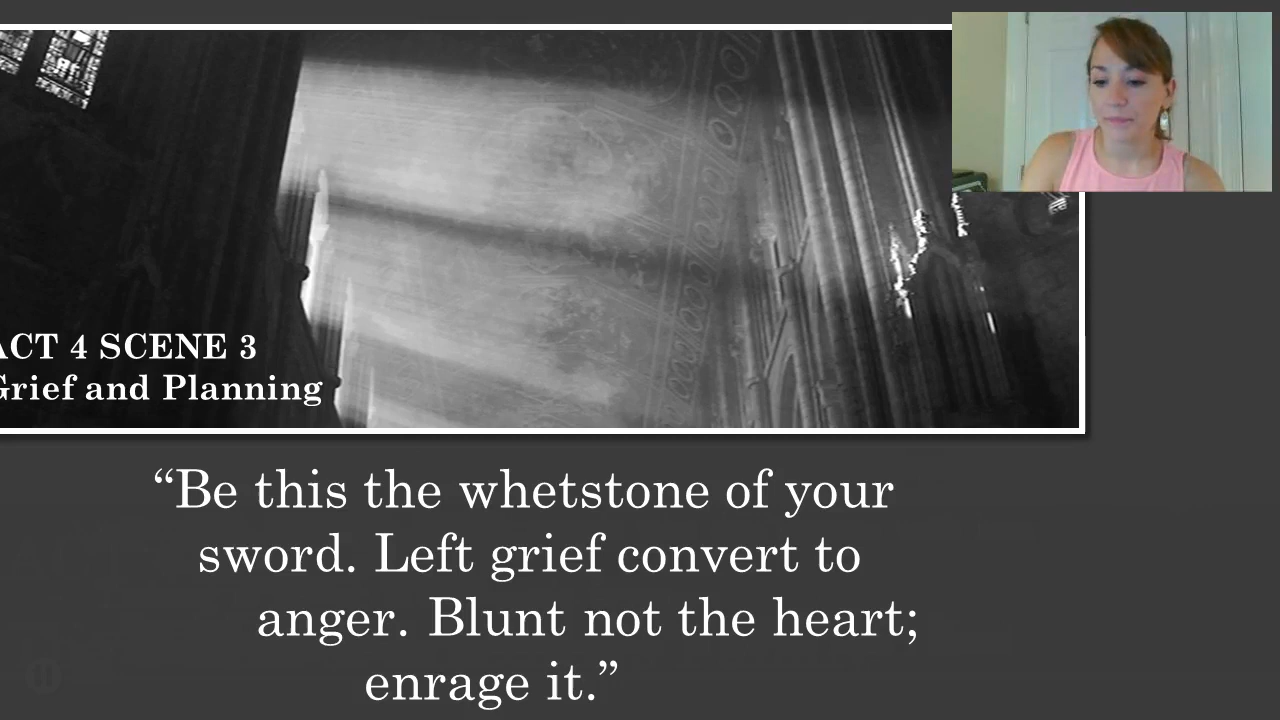 ACT 4 SCENE 3
Grief and Planning
“Be this the whetstone of your
sword. Left grief convert to
anger. Blunt not the heart;
enrage it.”